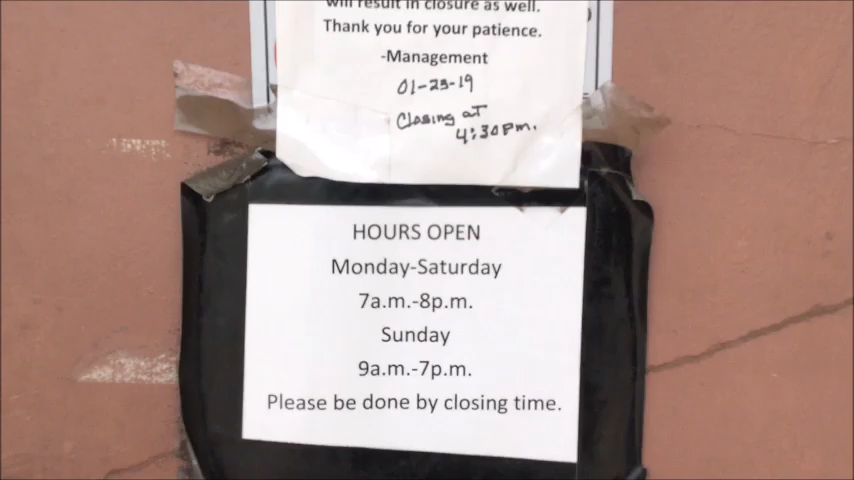 will result in closure as well.
Thank you for your patience.
-Management
01-23-19
Closing at
4:30 P.m.
HOURS OPEN
Monday-Saturday
7a.m.-8p.m.
Sunday
9a.m.-7p.m.
Please be done by closing time.